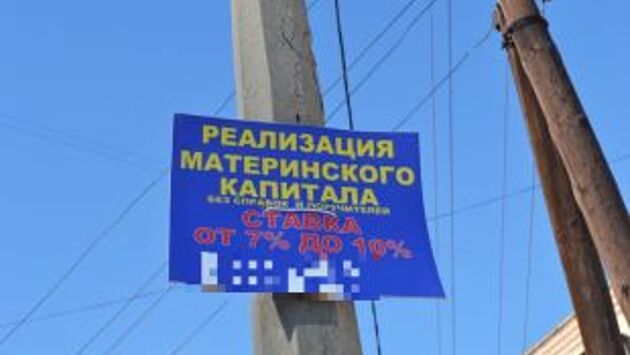 РЕАЛИЗАЦИЯ
МАТЕРИНСКОГО
КАПИТАЛА
БЕЗ СПРАВОК И ПОРУЧИТЕЛЕЙ
СТАВКА
ОТ 7% ДО 10%